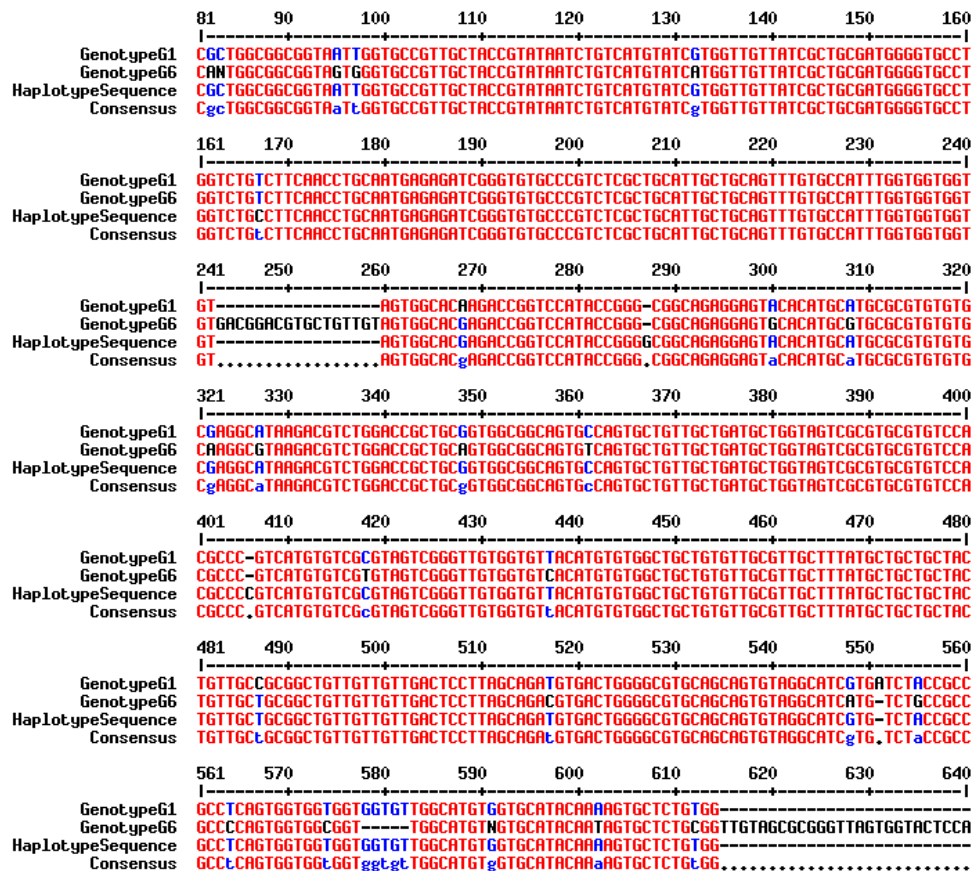 81 90 100 110 120 130 140 150 160
|--------+---------+---------+---------+---------+---------+---------+---------|
GenotypeG1 CGCTGGCGGCGGTAATTGGTGCCGTTGCTACCGTATAATCTGTCATGTATCGTGGTTGTTATCGCTGCGATGGGGTGCCT
GenotypeG6 CANTGGCGGCGGTAGTGGGTGCCGTTGCTACCGTATAATCTGTCATGTATCATGGTTGTTATCGCTGCGATGGGGTGCCT
HaplotypeSequence CGCTGGCGGCGGTAATTGGTGCCGTTGCTACCGTATAATCTGTCATGTATCGTGGTTGTTATCGCTGCGATGGGGTGCCT
Consensus CgcTGGCGGCGGTAaTtGGTGCCGTTGCTACCGTATAATCTGTCATGTATCgTGGTTGTTATCGCTGCGATGGGGTGCCT
161 170 180 190 200 210 220 230 240
|--------+---------+---------+---------+---------+---------+---------+---------|
GenotypeG1 GGTCTGTCTTCAACCTGCAATGAGAGATCGGGTGTGCCCGTCTCGCTGCATTGCTGCAGTTTGTGCCATTTGGTGGTGGT
GenotypeG6 GGTCTGTCTTCAACCTGCAATGAGAGATCGGGTGTGCCCGTCTCGCTGCATTGCTGCAGTTTGTGCCATTTGGTGGTGGT
HaplotypeSequence GGTCTGCCTTCAACCTGCAATGAGAGATCGGGTGTGCCCGTCTCGCTGCATTGCTGCAGTTTGTGCCATTTGGTGGTGGT
Consensus GGTCTGtCTTCAACCTGCAATGAGAGATCGGGTGTGCCCGTCTCGCTGCATTGCTGCAGTTTGTGCCATTTGGTGGTGGT
241 250 260 270 280 290 300 310 320
|--------+---------+---------+---------+---------+---------+---------+---------|
GenotypeG1 GT-----------------AGTGGCACAAGACCGGTCCATACCGGG-CGGCAGAGGAGTACACATGCATGCGCGTGTGTG
GenotypeG6 GTGACGGACGTGCTGTTGTAGTGGCACGAGACCGGTCCATACCGGG-CGGCAGAGGAGTGCACATGCGTGCGCGTGTGTG
HaplotypeSequence GT-----------------AGTGGCACGAGACCGGTCCATACCGGGGCGGCAGAGGAGTACACATGCATGCGCGTGTGTG
Consensus GT.................AGTGGCACgAGACCGGTCCATACCGGG.CGGCAGAGGAGTaCACATGCaTGCGCGTGTGTG
321 330 340 350 360 370 380 390 400
|--------+---------+---------+---------+---------+---------+---------+---------|
GenotypeG1 CGAGGCATAAGACGTCTGGACCGCTGCGGTGGCGGCAGTGCCAGTGCTGTTGCTGATGCTGGTAGTCGCGTGCGTGTCCA
GenotypeG6 CAAGGCGTAAGACGTCTGGACCGCTGCAGTGGCGGCAGTGTCAGTGCTGTTGCTGATGCTGGTAGTCGCGTGCGTGTCCA
HaplotypeSequence CGAGGCATAAGACGTCTGGACCGCTGCGGTGGCGGCAGTGCCAGTGCTGTTGCTGATGCTGGTAGTCGCGTGCGTGTCCA
Consensus CgAGGCaTAAGACGTCTGGACCGCTGCgGTGGCGGCAGTGcCAGTGCTGTTGCTGATGCTGGTAGTCGCGTGCGTGTCCA
401 410 420 430 440 450 460 470 480
|--------+---------+---------+---------+---------+---------+---------+---------|
GenotypeG1 CGCCC-GTCATGTGTCGCGTAGTCGGGTTGTGGTGTTACATGTGTGGCTGCTGTGTTGCGTTGCTTTATGCTGCTGCTAC
GenotypeG6 CGCCC-GTCATGTGTCGTGTAGTCGGGTTGTGGTGTCACATGTGTGGCTGCTGTGTTGCGTTGCTTTATGCTGCTGCTAC
HaplotypeSequence CGCCCCGTCATGTGTCGCGTAGTCGGGTTGTGGTGTTACATGTGTGGCTGCTGTGTTGCGTTGCTTTATGCTGCTGCTAC
Consensus CGCCC.GTCATGTGTCGcGTAGTCGGGTTGTGGTGTtACATGTGTGGCTGCTGTGTTGCGTTGCTTTATGCTGCTGCTAC
481 490 500 510 520 530 540 550 560
|--------+---------+---------+---------+---------+---------+---------+---------|
GenotypeG1 TGTTGCCGCGGCTGTTGTTGTTGACTCCTTAGCAGATGTGACTGGGGCGTGCAGCAGTGTAGGCATCGTGATCTACCGCC
GenotypeG6 TGTTGCTGCGGCTGTTGTTGTTGACTCCTTAGCAGACGTGACTGGGGCGTGCAGCAGTGTAGGCATCATG-TCTGCCGCC
HaplotypeSequence TGTTGCTGCGGCTGTTGTTGTTGACTCCTTAGCAGATGTGACTGGGGCGTGCAGCAGTGTAGGCATCGTG-TCTACCGCC
Consensus TGTTGCtGCGGCTGTTGTTGTTGACTCCTTAGCAGAtGTGACTGGGGCGTGCAGCAGTGTAGGCATCgTG.TCTaCCGCC
561 570 580 590 600 610 620 630 640
|--------+---------+---------+---------+---------+---------+---------+---------|
GenotypeG1 GCCTCAGTGGTGGTGGTGGTGTTGGCATGTGGTGCATACAAAAGTGCTCTGTGG--------------------------
GenotypeG6 GCCCCAGTGGTGGCGGT-----TGGCATGTNGTGCATACAATAGTGCTCTGCGGTTGTAGCGCGGGTTAGTGGTACTCCA
HaplotypeSequence GCCTCAGTGGTGGTGGTGGTGTTGGCATGTGGTGCATACAAAAGTGCTCTGTGG--------------------------
Consensus GCCtCAGTGGTGGtGGTggtgtTGGCATGTgGTGCATACAAaAGTGCTCTGtGG..........................